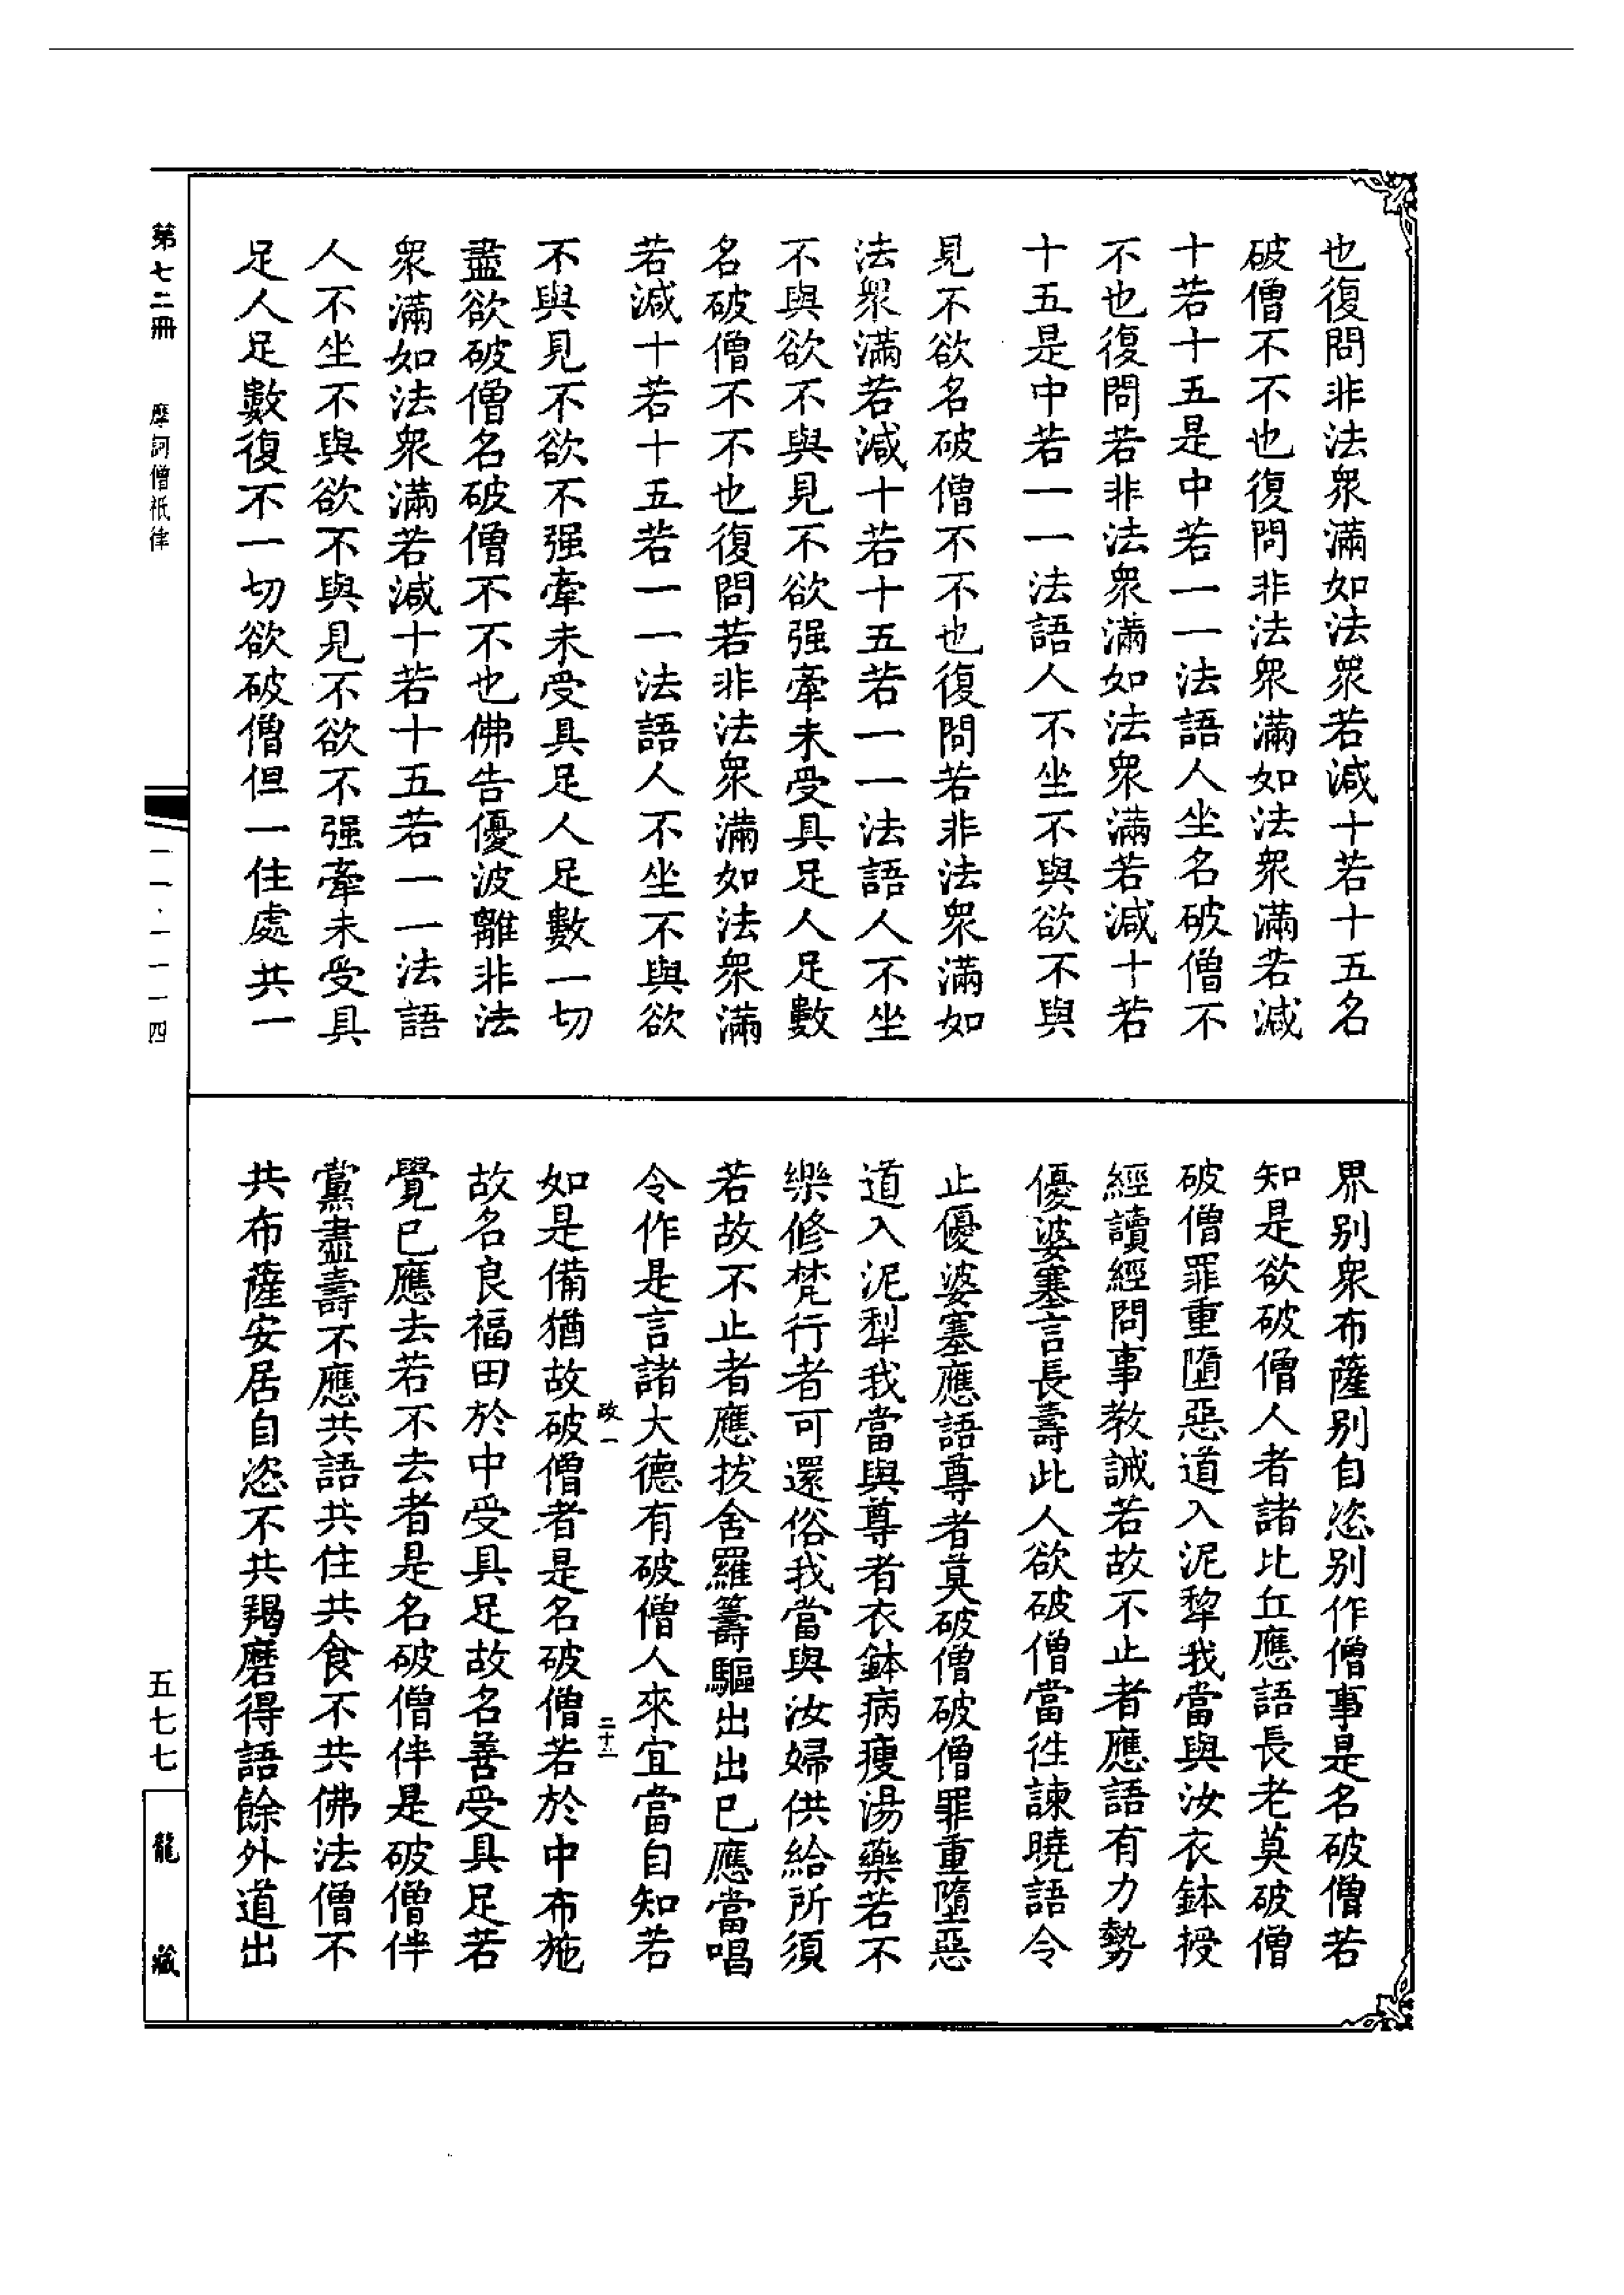 也復問非法衆滿如法衆若減十若十五名
破僧不不也復問非法衆滿如法衆滿若減
十若十五是中若一一法語人坐名破僧不
不也復問若非法衆滿如法衆滿若減十若
十五是中若一一法語人不坐不與欲不與
見不欲名破僧不不也復問若非法衆滿如
法衆滿若減十若十五若一一法語人不坐
不與欲不與見不欲强牽未受具足人足數
名破僧不不也復問若非法衆滿如法衆滿
若減十若十五若一一法語人不坐不與欲
不與見不欲不强牽未受具足人足數一切
盡欲破僧名破僧不不也佛告優波離非法
衆滿如法衆滿若減十若十五若一一法語
人不坐不與欲不與見不欲不强牽未受具
足人足數復不一切欲破僧但一住處共一
界別衆布薩別自恣別作僧事是名破僧若
知是欲破僧人者諸比丘應語長老莫破僧
破僧罪重墮惡道入泥犂我當與汝衣鉢授
經讀經問事教誡若故不止者應語有力勢
優婆塞言長壽此人欲破僧當徃諫曉語令
止優婆塞應語尊者莫破僧破僧罪重墮惡
道入泥犂我當與尊者衣鉢病瘦湯藥若不
樂修梵行者可還俗我當與汝婦供給所須
若故不止者應拔舍羅籌驅出出已應當唱
令作是言諸大德有破僧人來宜當自知若
政一 二十二
如是備猶故破僧者是名破僧若於中布施
故名良福田於中受具足故名善受具足若
覺已應去若不去者是名破僧伴是破僧伴
黨盡壽不應共語共住共食不共佛法僧不
共布薩安居自恣不共羯磨得語餘外道出
第七二冊 摩訶僧祇律
一一·一一一四
五七七
龍藏